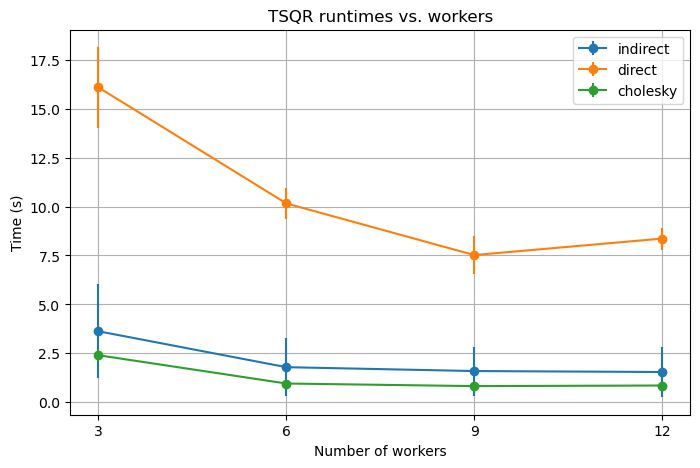 TSQR runtimes vs. workers
indirect
direct
cholesky
Time (s)
17.5
15.0
12.5
10.0
7.5
5.0
2.5
0.0
3
6
9
12
Number of workers